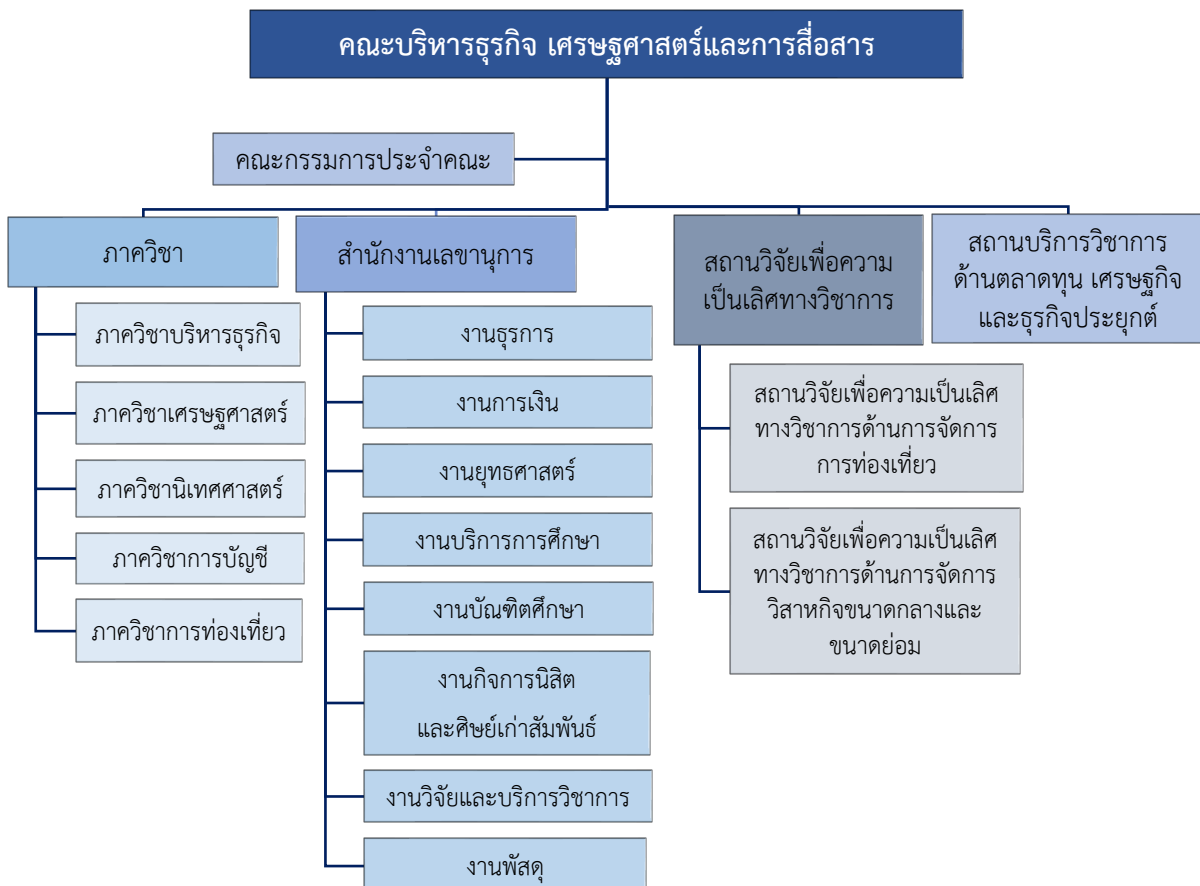 คณะบริหารธุรกิจ เศรษฐศาสตร์และการสื่อสาร
คณะกรรมการประจำคณะ
ภาควิชา
ภาควิชาบริหารธุรกิจ
ภาควิชาเศรษฐศาสตร์
ภาควิชานิเทศศาสตร์
ภาควิชาการบัญชี
ภาควิชาการท่องเที่ยว
สำนักงานเลขานุการ
งานธุรการ
งานการเงิน
งานยุทธศาสตร์
งานบริการการศึกษา
งานบัณฑิตศึกษา
งานกิจการนิสิต
และศิษย์เก่าสัมพันธ์
งานวิจัยและบริการวิชาการ
งานพัสดุ
สถานวิจัยเพื่อความ
เป็นเลิศทางวิชาการ
สถานวิจัยเพื่อความเป็นเลิศ
ทางวิชาการด้านการจัดการ
การท่องเที่ยว
สถานวิจัยเพื่อความเป็นเลิศ
ทางวิชาการด้านการจัดการ
วิสาหกิจขนาดกลางและ
ขนาดย่อม
สถานบริการวิชาการ
ด้านตลาดทุน เศรษฐกิจ
และธุรกิจประยุกต์